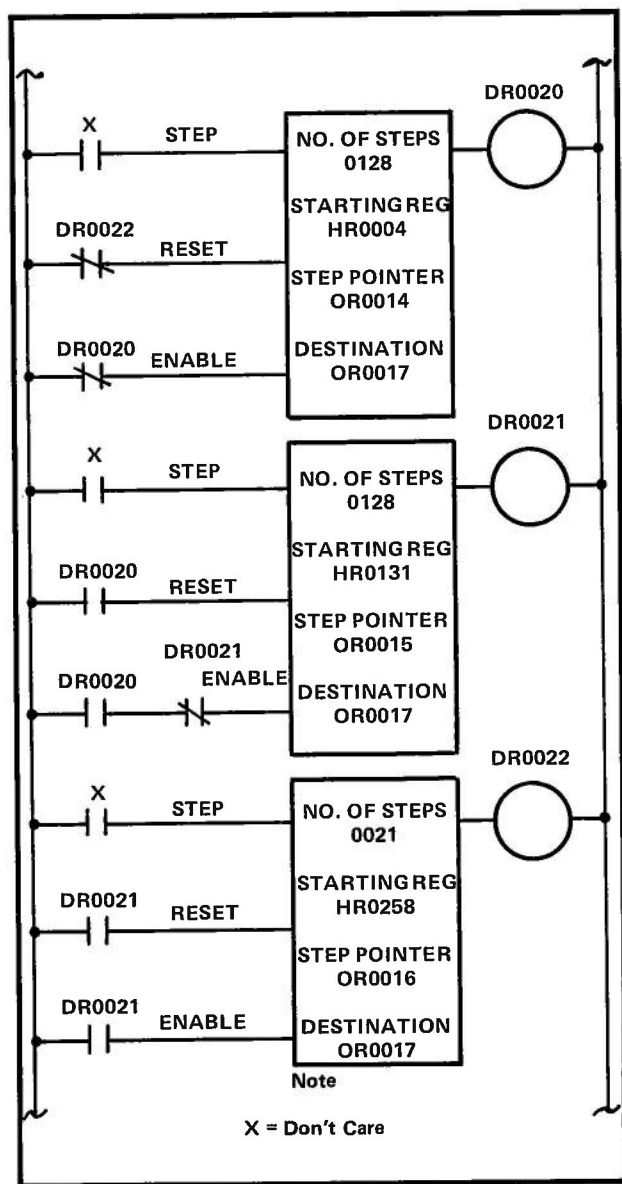 DR0020
X
STEP
NO. OF STEPS
0128
DR0022
RESET
STARTING REG
HR0004
STEP POINTER
OR0014
DR0020
ENABLE
DESTINATION
OR0017
DR0021
X
STEP
NO. OF STEPS
0128
STARTING REG
HR0131
DR0020
RESET
STEP POINTER
OR0015
DR0021
DR0020
ENABLE
DESTINATION
OR0017
DR0022
X
STEP
NO. OF STEPS
0021
STARTING REG
HR0258
DR0021
RESET
STEP POINTER
OR0016
DR0021
ENABLE
DESTINATION
OR0017
Note
X = Don't Care